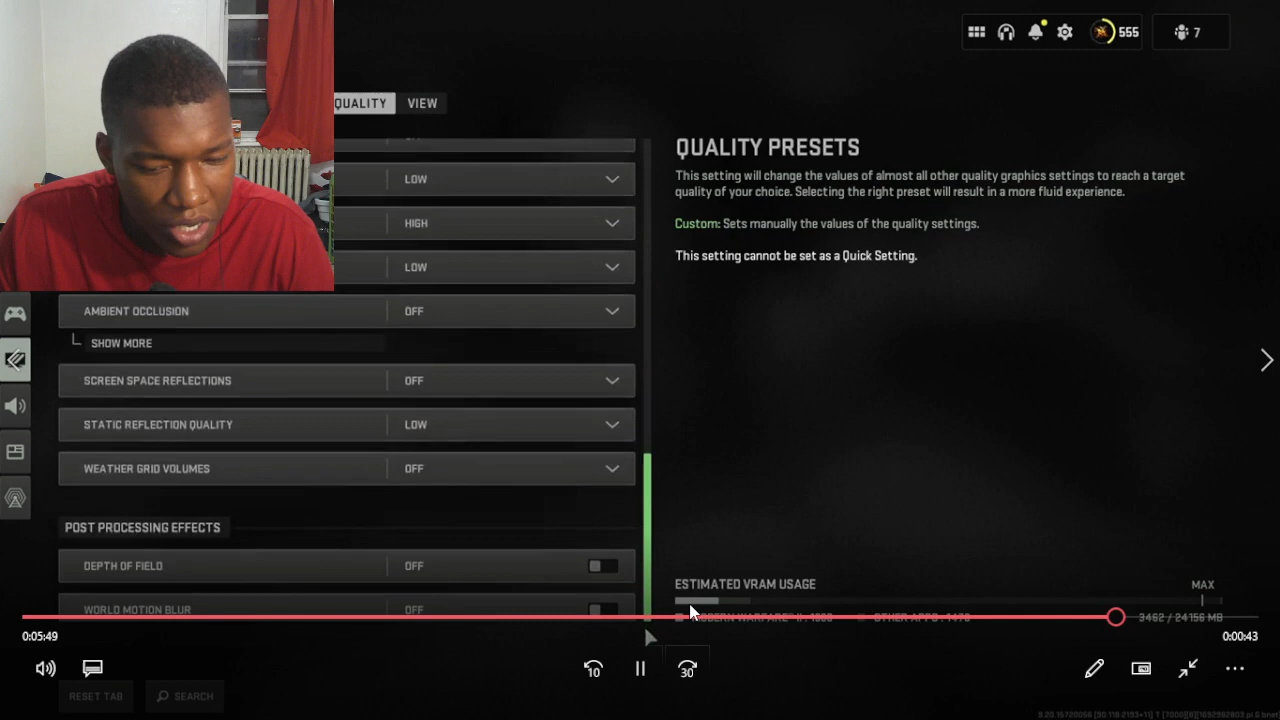 555
7
QUALITY
VIEW
LOW
HIGH
LOW
AMBIENT OCCLUSION OFF
SHOW MORE
SCREEN SPACE REFLECTIONS OFF
STATIC REFLECTION QUALITY LOW
WEATHER GRID VOLUMES OFF
POST PROCESSING EFFECTS
DEPTH OF FIELD OFF
WORLD MOTION BLUR OFF
QUALITY PRESETS
This setting will change the values of almost all other quality graphics settings to reach a target
quality of your choice. Selecting the right preset will result in a more fluid experience.
Custom: Sets manually the values of the quality settings.
This setting cannot be set as a Quick Setting.
ESTIMATED VRAM USAGE
MAX
3462 / 24156 MB
0:05:49
0:00:43
10
30
RESET TAB
SEARCH